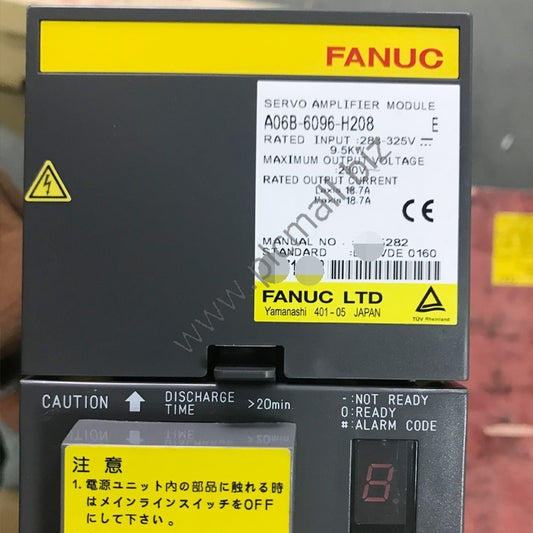 FANUC
SERVO AMPLIFIER MODULE
A06B-6096-H208 E
RATED INPUT :283-325V
9.5KW
MAXIMUM OUTPUT VOLTAGE
:230V~
RATED OUTPUT CURRENT
L-axis 18.7A
M-axis 18.7A
CE
MANUAL NO : 282
STANDARD : VDE 0160
FANUC LTD
Yamanashi 401-05 JAPAN
TÜV Rheinland
www.plcmall.biz
CAUTION DISCHARGE TIME >20min.
-:NOT READY
0:READY
#:ALARM CODE
注 意
1.電源ユニット内の部品に触れる時
はメインラインスイッチをOFF
にして下さい。